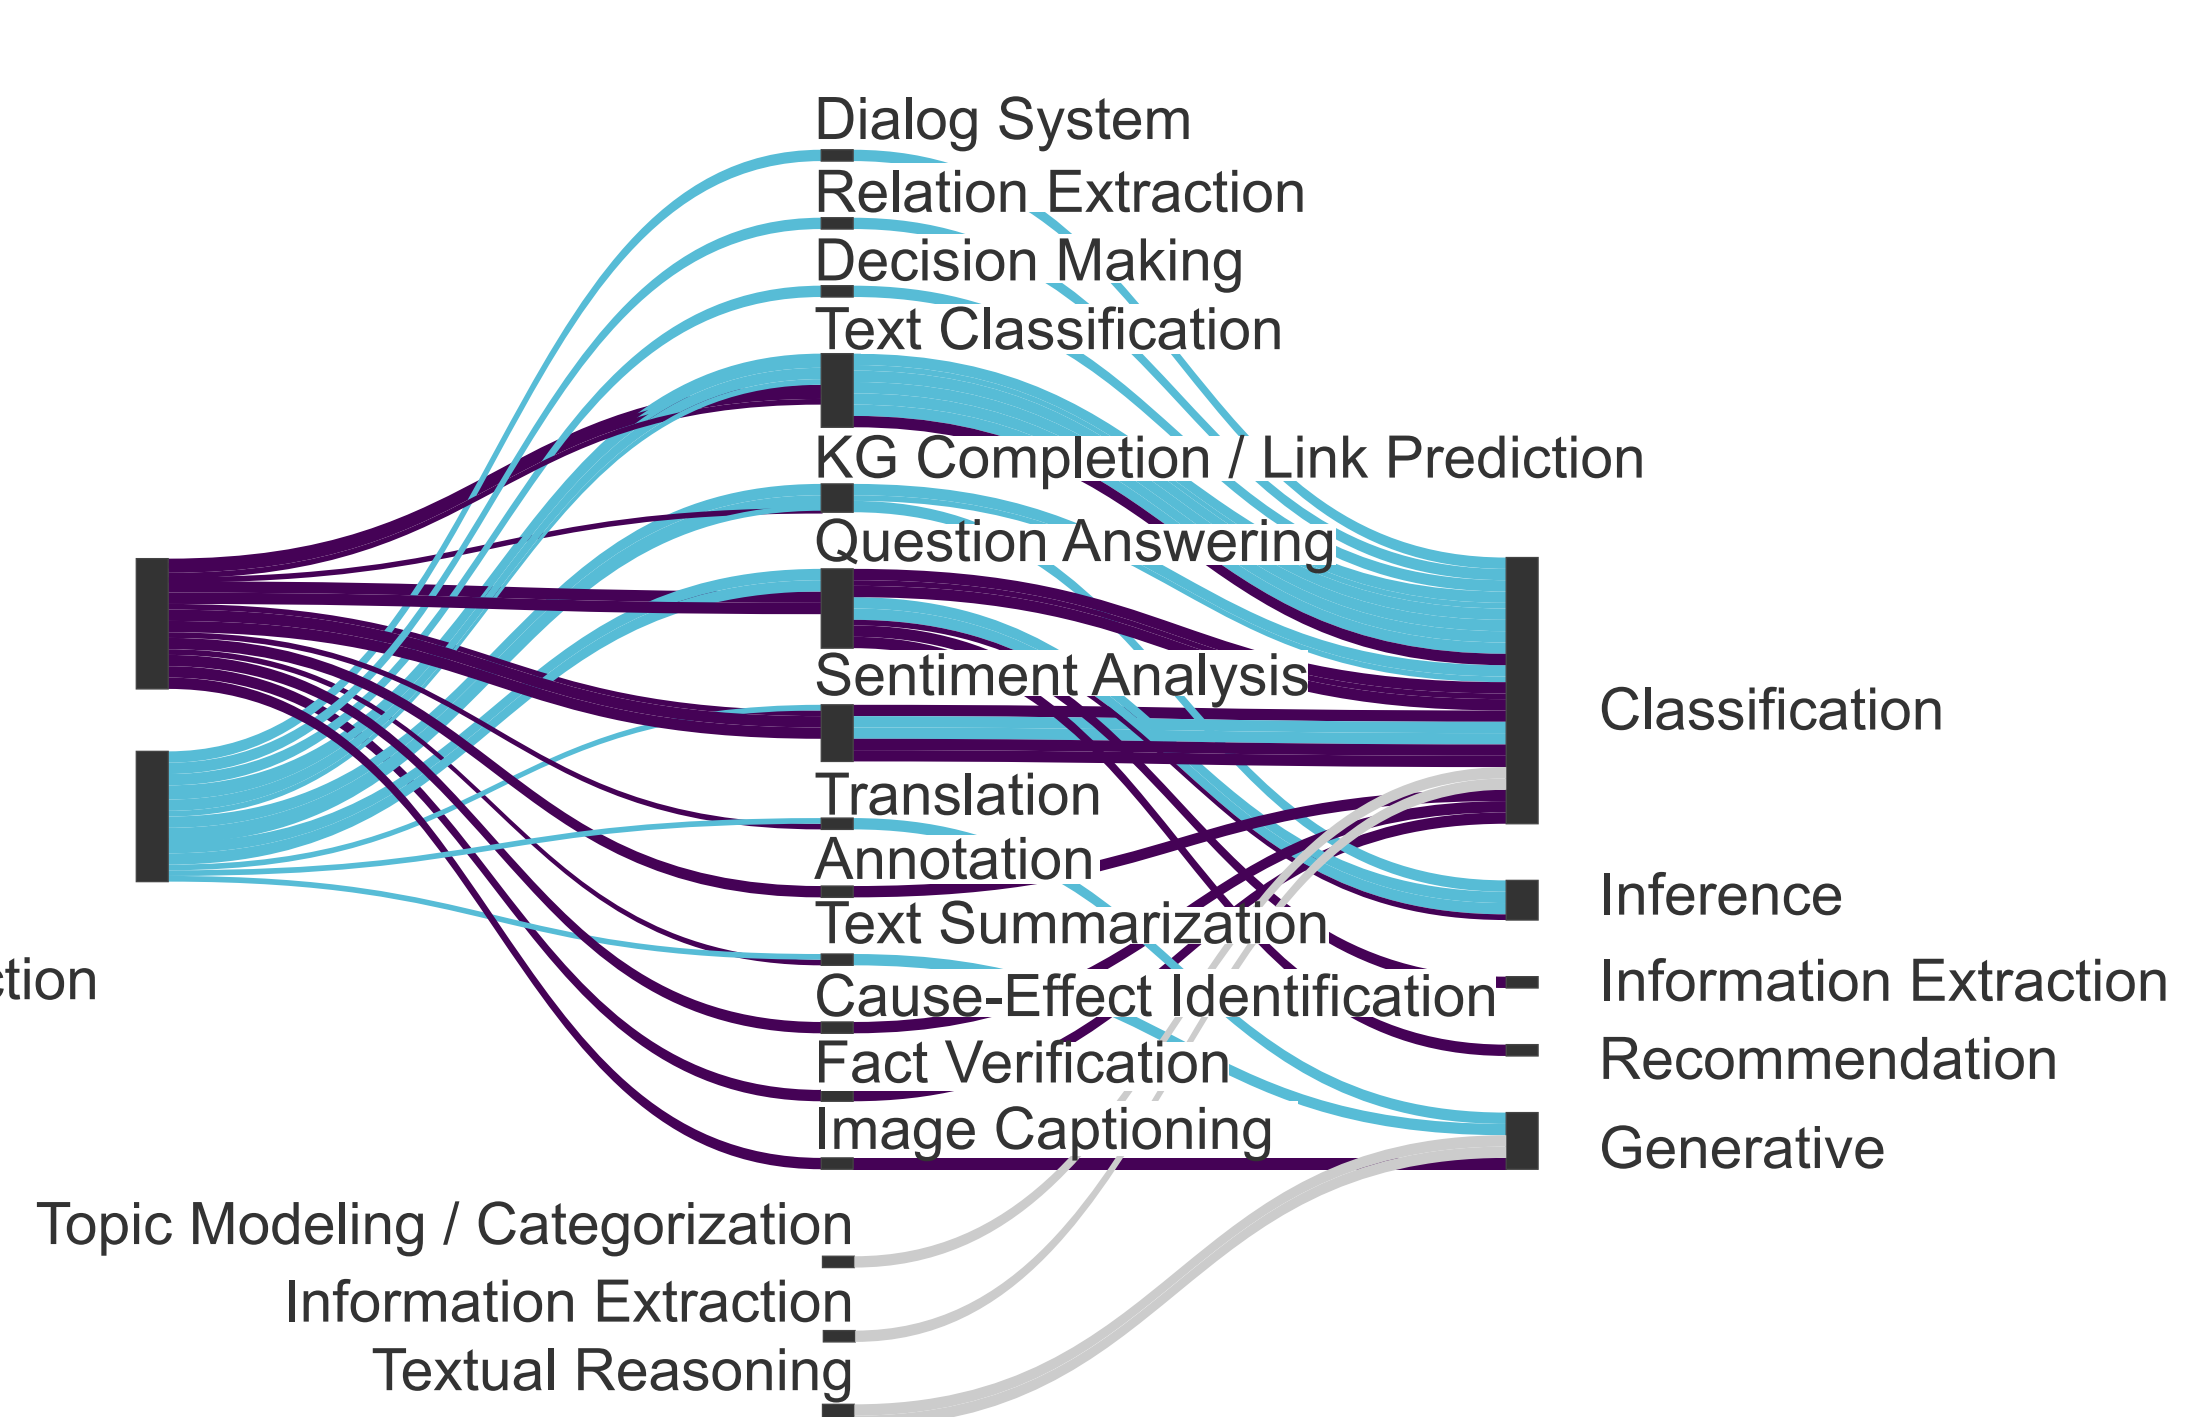 Dialog System
Relation Extraction
Decision Making
Text Classification
KG Completion / Link Prediction
Question Answering
Sentiment Analysis
Classification
Translation
Annotation
Inference
Text Summarization
ction
Cause-Effect Identification
Information Extraction
Fact Verification
Recommendation
Image Captioning
Generative
Topic Modeling / Categorization
Information Extraction
Textual Reasoning